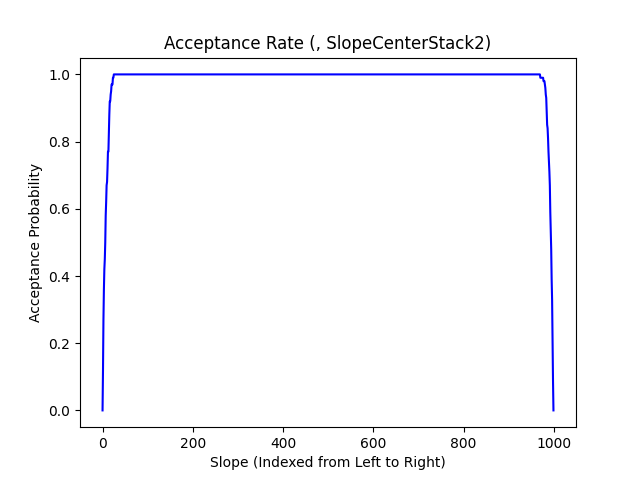 Acceptance Rate (, SlopeCenterStack2)
Acceptance Probability
1.0
0.8
0.6
0.4
0.2
0.0
0 200 400 600 800 1000
Slope (Indexed from Left to Right)